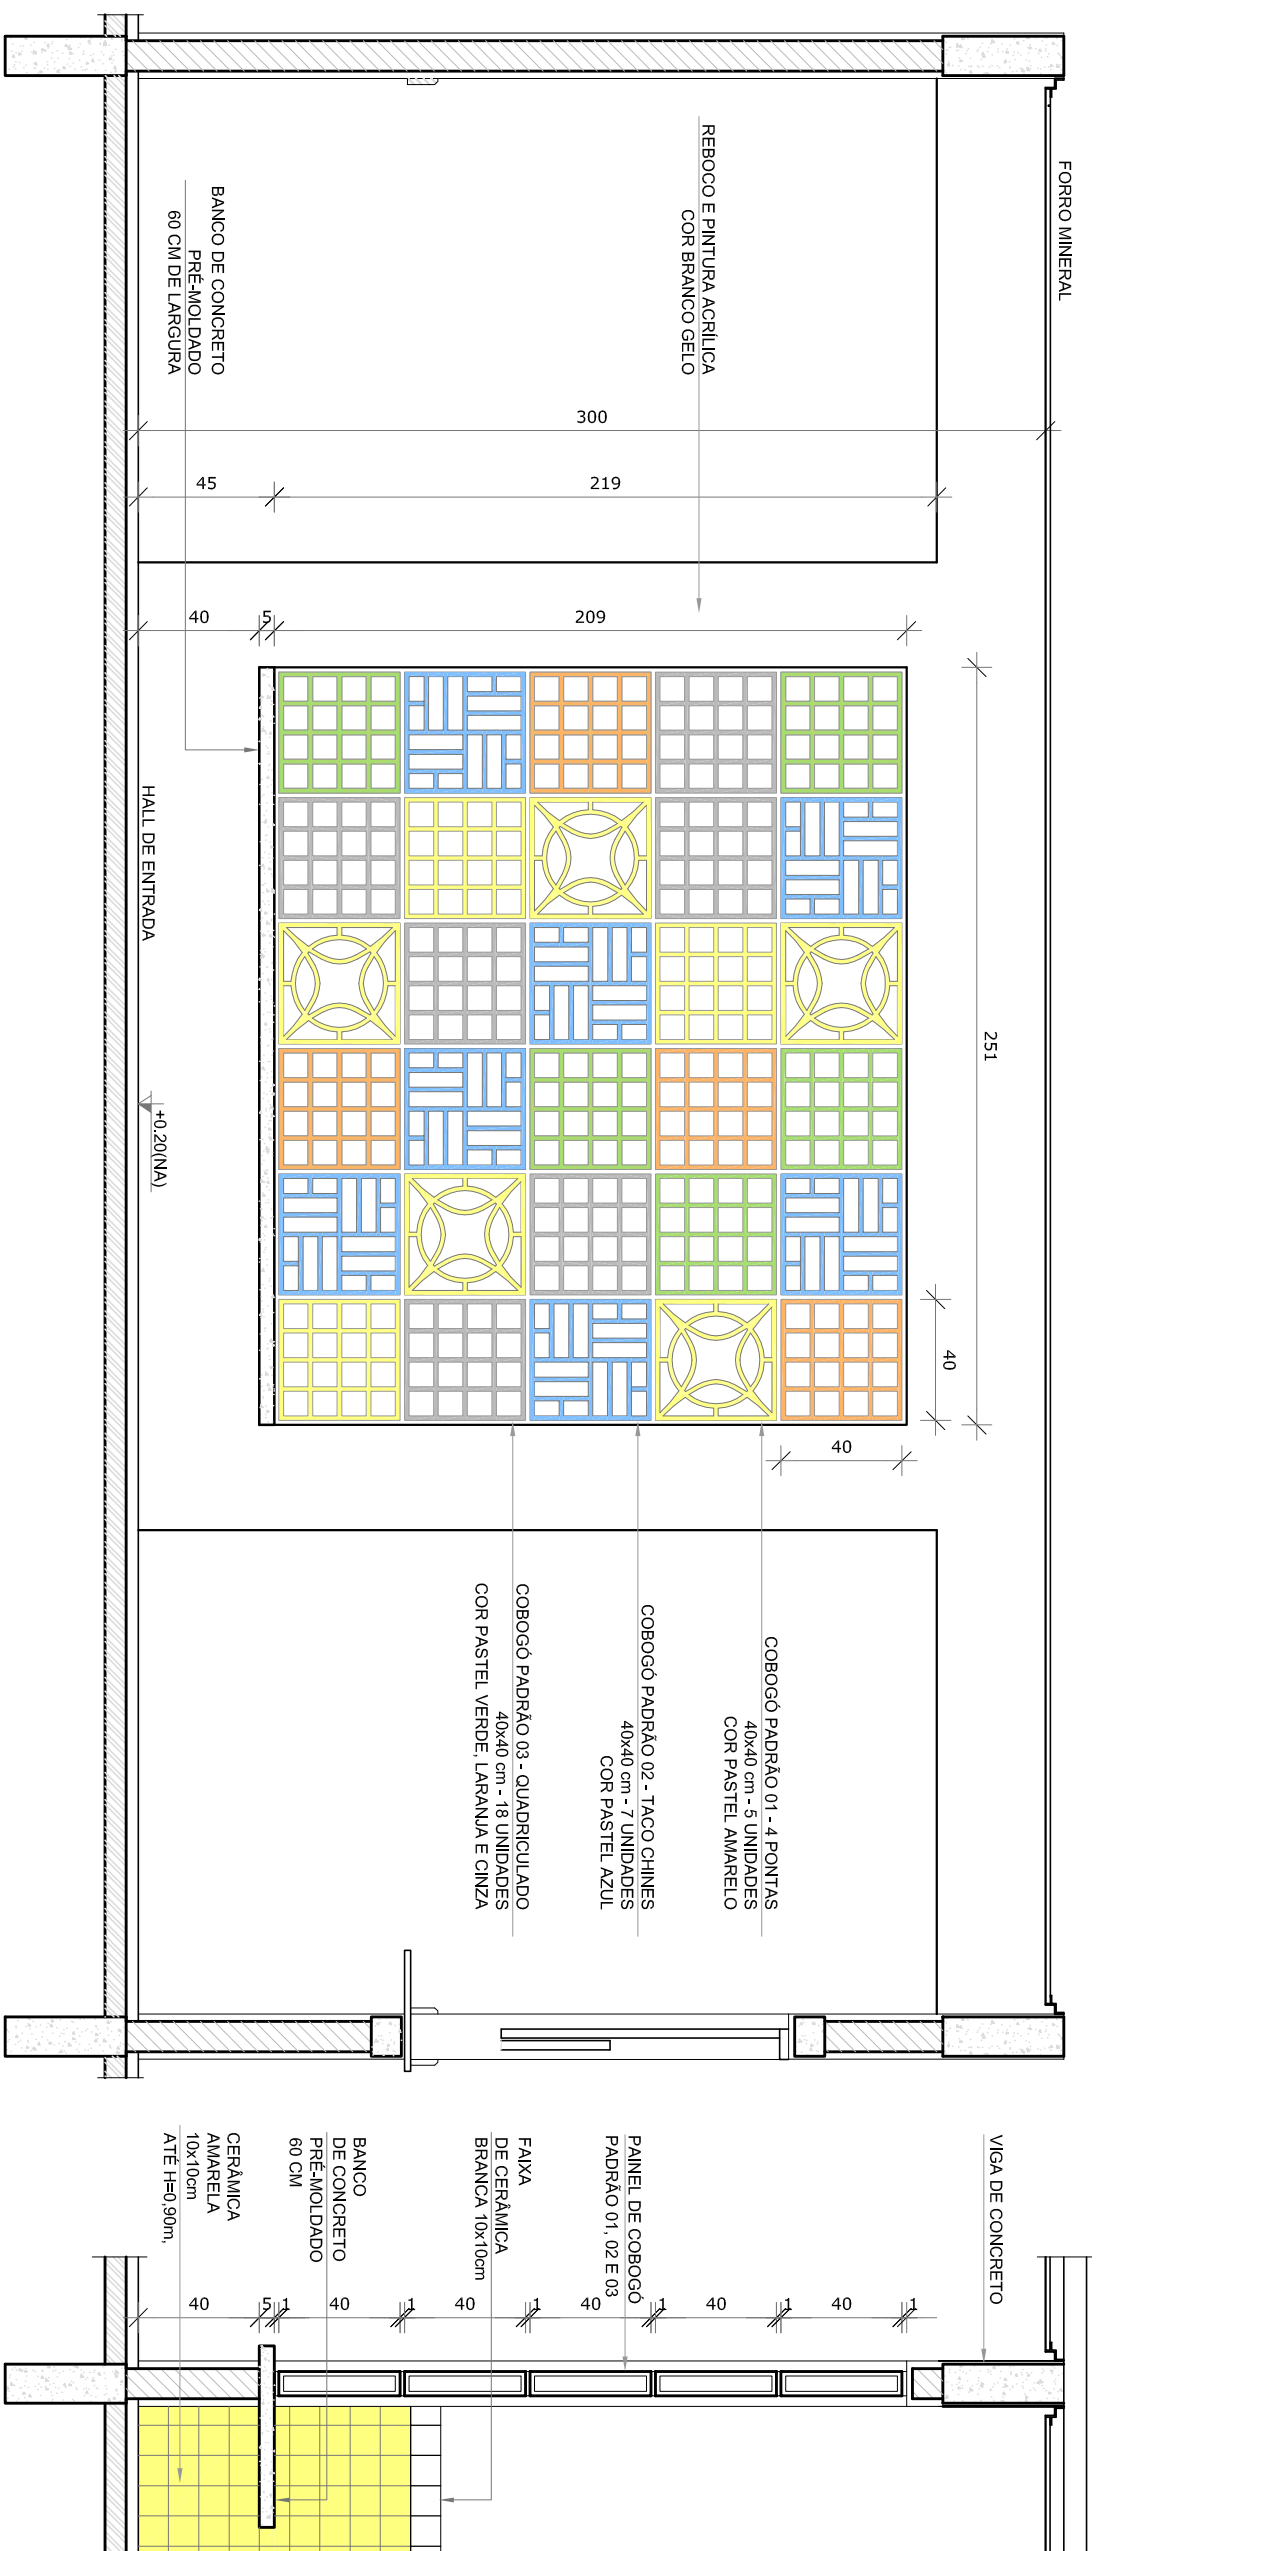 FORRO MINERAL
REBOCO E PINTURA ACRÍLICA
COR BRANCO GELO
BANCO DE CONCRETO
PRÉ-MOLDADO
60 CM DE LARGURA
300
45
219
40
5
209
251
HALL DE ENTRADA
+0.20(NA)
40
40
COBOGÓ PADRÃO 01 - 4 PONTAS
40x40 cm - 5 UNIDADES
COR PASTEL AMARELO
COBOGÓ PADRÃO 02 - TACO CHINES
40x40 cm - 7 UNIDADES
COR PASTEL AZUL
COBOGÓ PADRÃO 03 - QUADRICULADO
40x40 cm - 18 UNIDADES
COR PASTEL VERDE, LARANJA E CINZA
VIGA DE CONCRETO
PAINEL DE COBOGÓ
PADRÃO 01, 02 E 03
FAIXA
DE CERÂMICA
BRANCA 10x10cm
BANCO
DE CONCRETO
PRÉ-MOLDADO
60 CM
CERÂMICA
AMARELA
10x10cm
ATÉ H=0,90m,
40
5
1
40
1
40
1
40
1
40
1
40
1